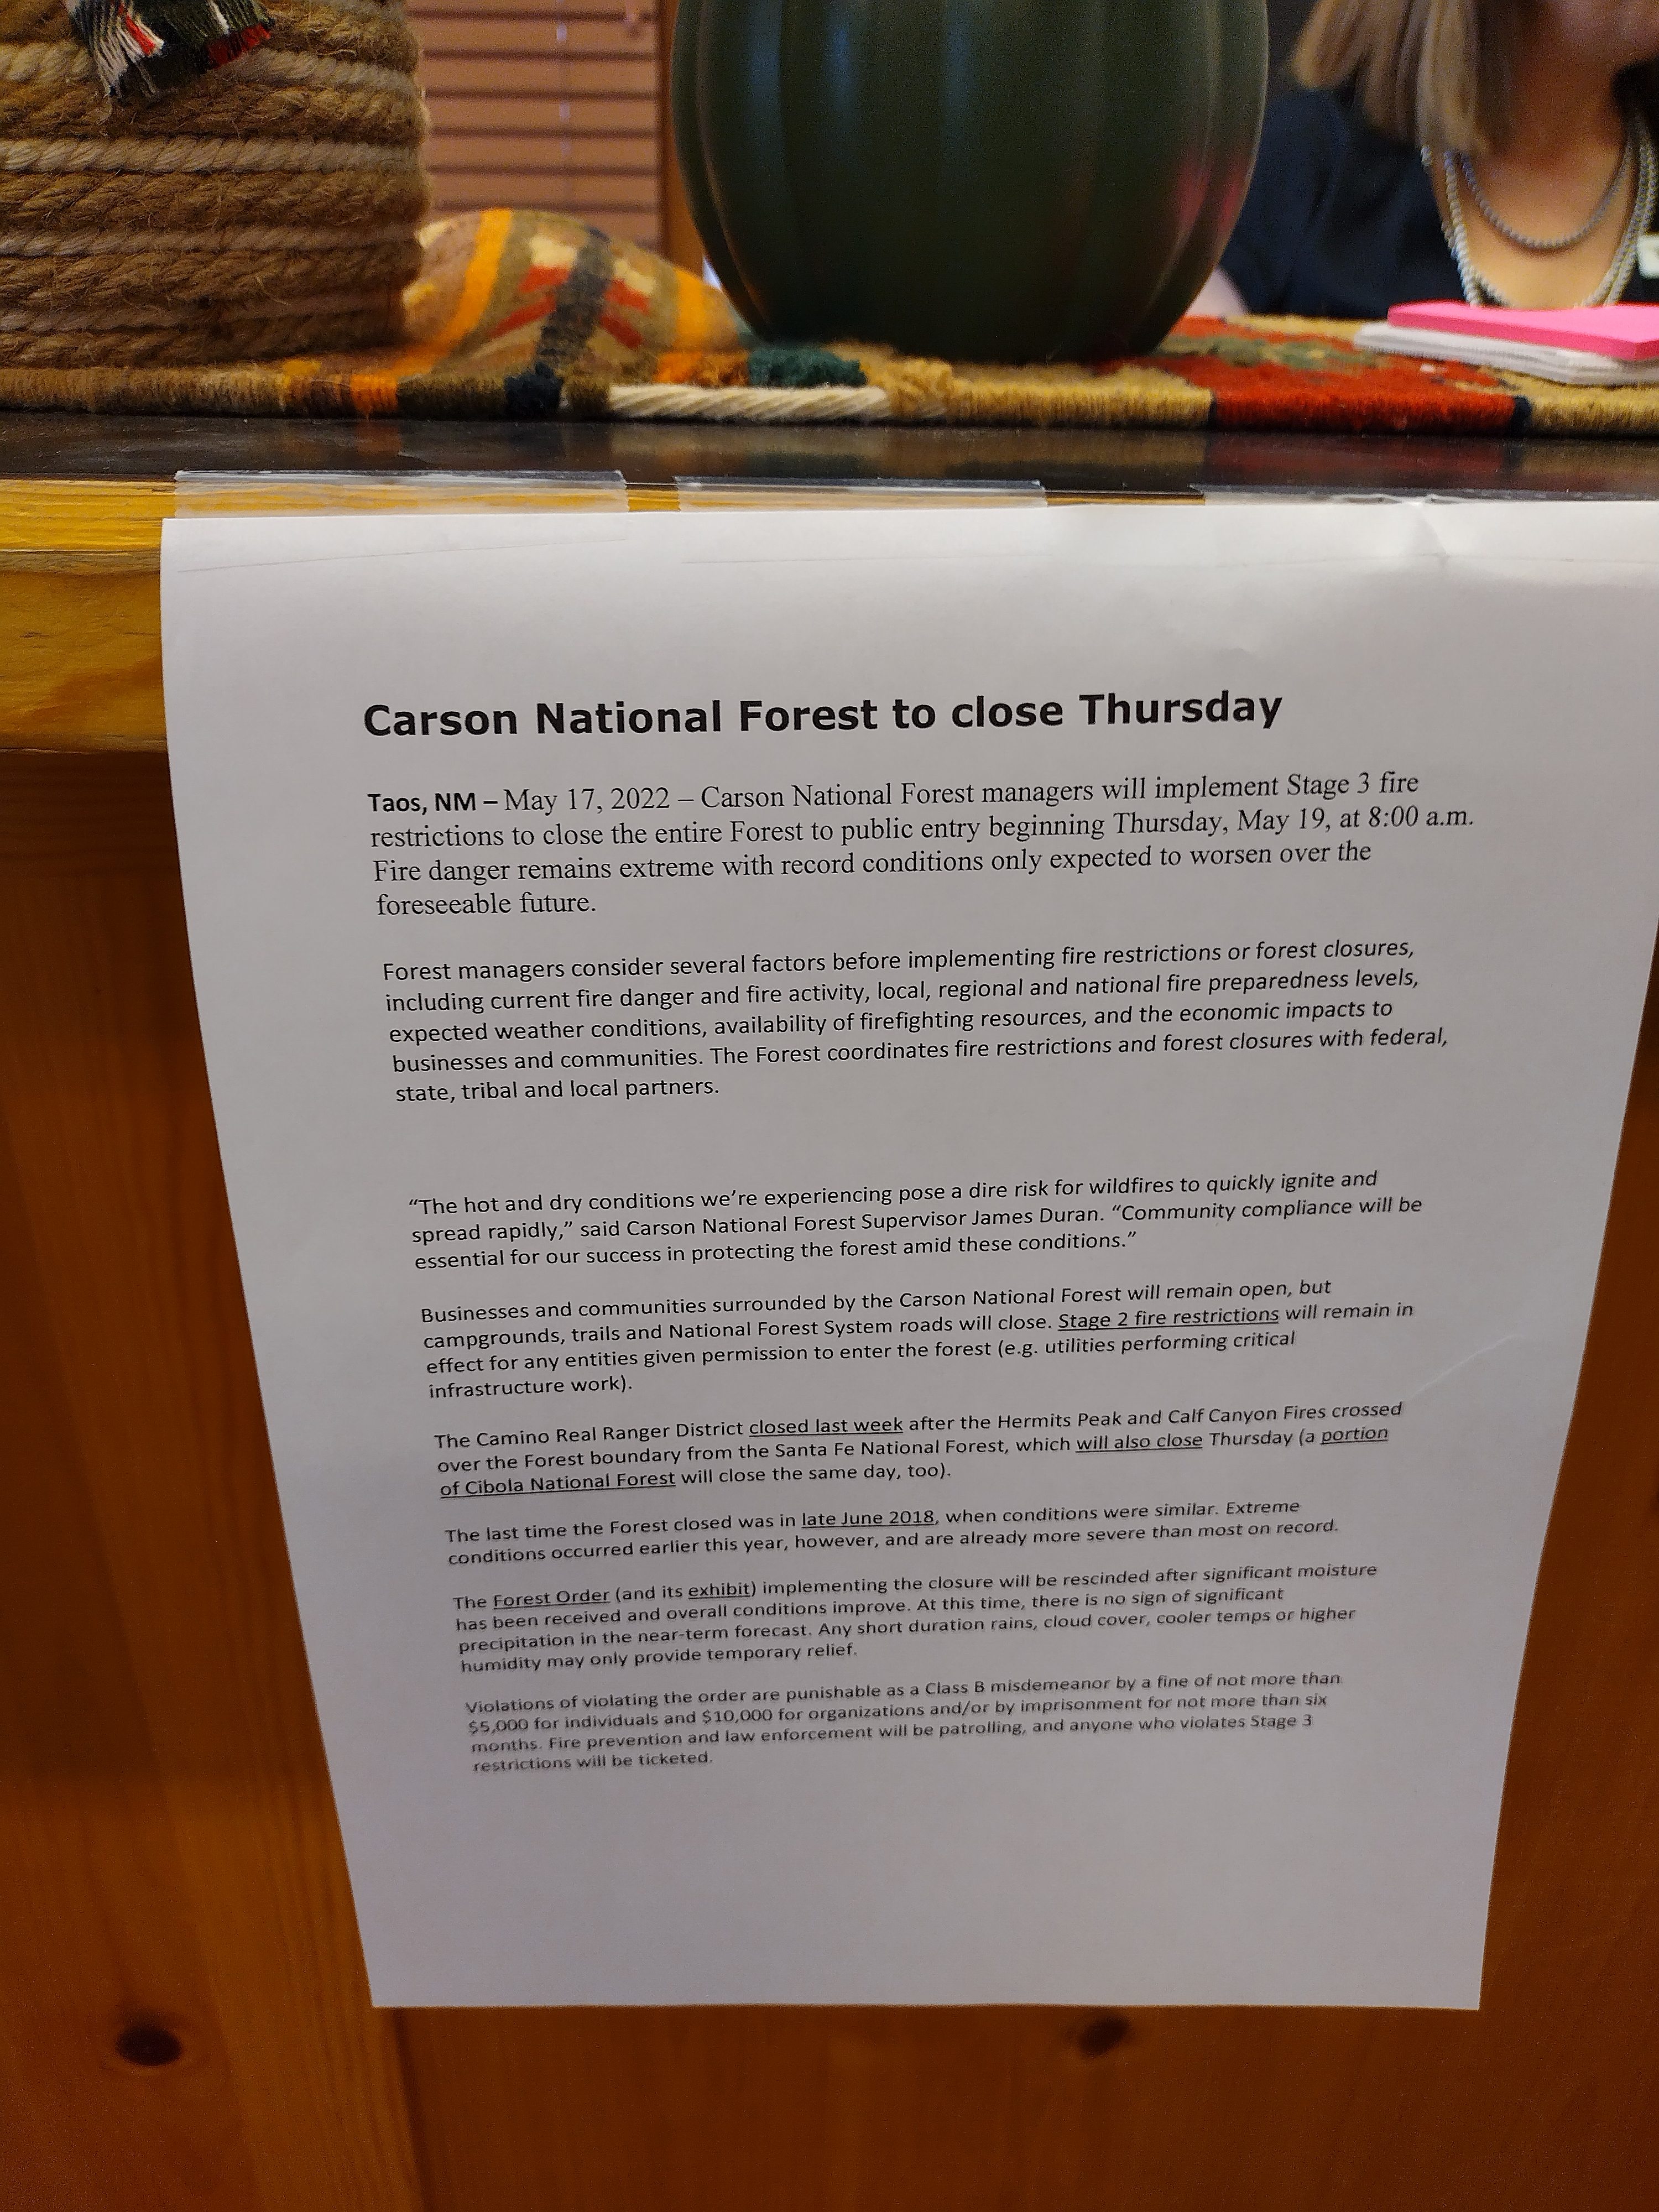 Carson National Forest to close Thursday
Taos, NM – May 17, 2022 – Carson National Forest managers will implement Stage 3 fire
restrictions to close the entire Forest to public entry beginning Thursday, May 19, at 8:00 a.m.
Fire danger remains extreme with record conditions only expected to worsen over the
foreseeable future.
Forest managers consider several factors before implementing fire restrictions or forest closures,
including current fire danger and fire activity, local, regional and national fire preparedness levels,
expected weather conditions, availability of firefighting resources, and the economic impacts to
businesses and communities. The Forest coordinates fire restrictions and forest closures with federal,
state, tribal and local partners.
“The hot and dry conditions we’re experiencing pose a dire risk for wildfires to quickly ignite and
spread rapidly,” said Carson National Forest Supervisor James Duran. “Community compliance will be
essential for our success in protecting the forest amid these conditions.”
Businesses and communities surrounded by the Carson National Forest will remain open, but
campgrounds, trails and National Forest System roads will close. Stage 2 fire restrictions will remain in
effect for any entities given permission to enter the forest (e.g. utilities performing critical
infrastructure work).
The Camino Real Ranger District closed last week after the Hermits Peak and Calf Canyon Fires crossed
over the Forest boundary from the Santa Fe National Forest, which will also close Thursday (a portion
of Cibola National Forest will close the same day, too).
The last time the Forest closed was in late June 2018, when conditions were similar. Extreme
conditions occurred earlier this year, however, and are already more severe than most on record.
The Forest Order (and its exhibit) implementing the closure will be rescinded after significant moisture
has been received and overall conditions improve. At this time, there is no sign of significant
precipitation in the near-term forecast. Any short duration rains, cloud cover, cooler temps or higher
humidity may only provide temporary relief.
Violations of violating the order are punishable as a Class B misdemeanor by a fine of not more than
$5,000 for individuals and $10,000 for organizations and/or by imprisonment for not more than six
months. Fire prevention and law enforcement will be patrolling, and anyone who violates Stage 3
restrictions will be ticketed.